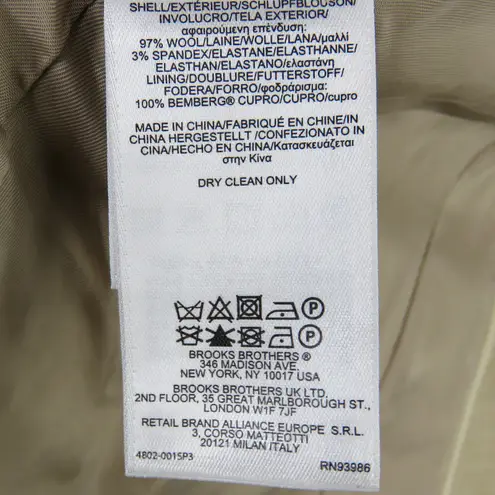 SHELL/EXTÉRIEUR/SCHLUPFBLOUSON/
INVOLUCRO/TELA EXTERIOR/
αφαιρούμενη επένδυση:
97% WOOL/LAINE/WOLLE/LANA/μαλλί
3% SPANDEX/ELASTANE/ELASTHANNE/
ELASTHAN/ELASTANO/ελαστάνη
LINING/DOUBLURE/FUTTERSTOFF/
FODERA/FORRO/φόδρα:
100% BEMBERG® CUPRO/CUPRO/cupro
MADE IN CHINA/FABRIQUÉ EN CHINE/IN
CHINA HERGESTELLT /CONFEZIONATO IN
CINA/HECHO EN CHINA/Κατασκευάζεται
στην Κίνα
DRY CLEAN ONLY
P
P
BROOKS BROTHERS ®
346 MADISON AVE.
NEW YORK, NY 10017 USA
BROOKS BROTHERS UK LTD.
2ND FLOOR, 35 GREAT MARLBOROUGH ST.,
LONDON W1F 7JF
RETAIL BRAND ALLIANCE EUROPE S.R.L.
3, CORSO MATTEOTTI
20121 MILAN ITALY
4802-0015P3
RN93986